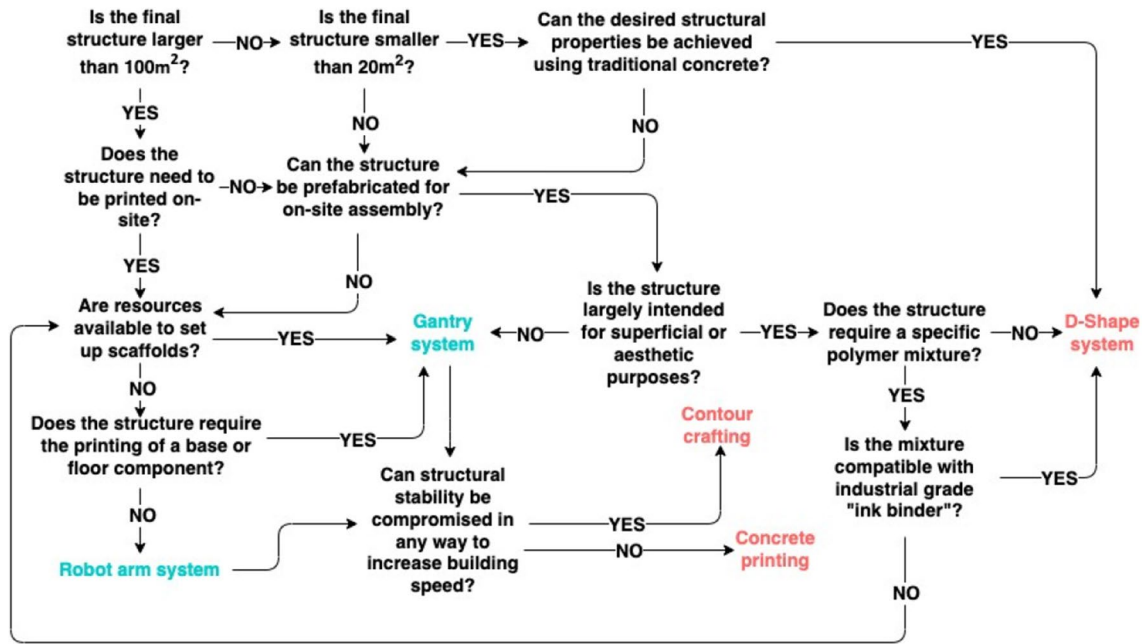 Is the final
structure larger
than 100m²?
NO
Is the final
structure smaller
than 20m²?
YES
Can the desired structural
properties be achieved
using traditional concrete?
YES
YES
NO
NO
Does the
structure need to
be printed on-
site?
NO
Can the structure
be prefabricated for
on-site assembly?
YES
YES
NO
Are resources
available to set
up scaffolds?
YES
Gantry
system
NO
Is the structure
largely intended
for superficial or
aesthetic
purposes?
YES
Does the structure
require a specific
polymer mixture?
NO
D-Shape
system
NO
YES
Does the structure require
the printing of a base or
floor component?
YES
Contour
crafting
Is the mixture
compatible with
industrial grade
"ink binder"?
YES
Can structural
stability be
compromised in
any way to
increase building
speed?
YES
NO
Concrete
printing
NO
Robot arm system
NO